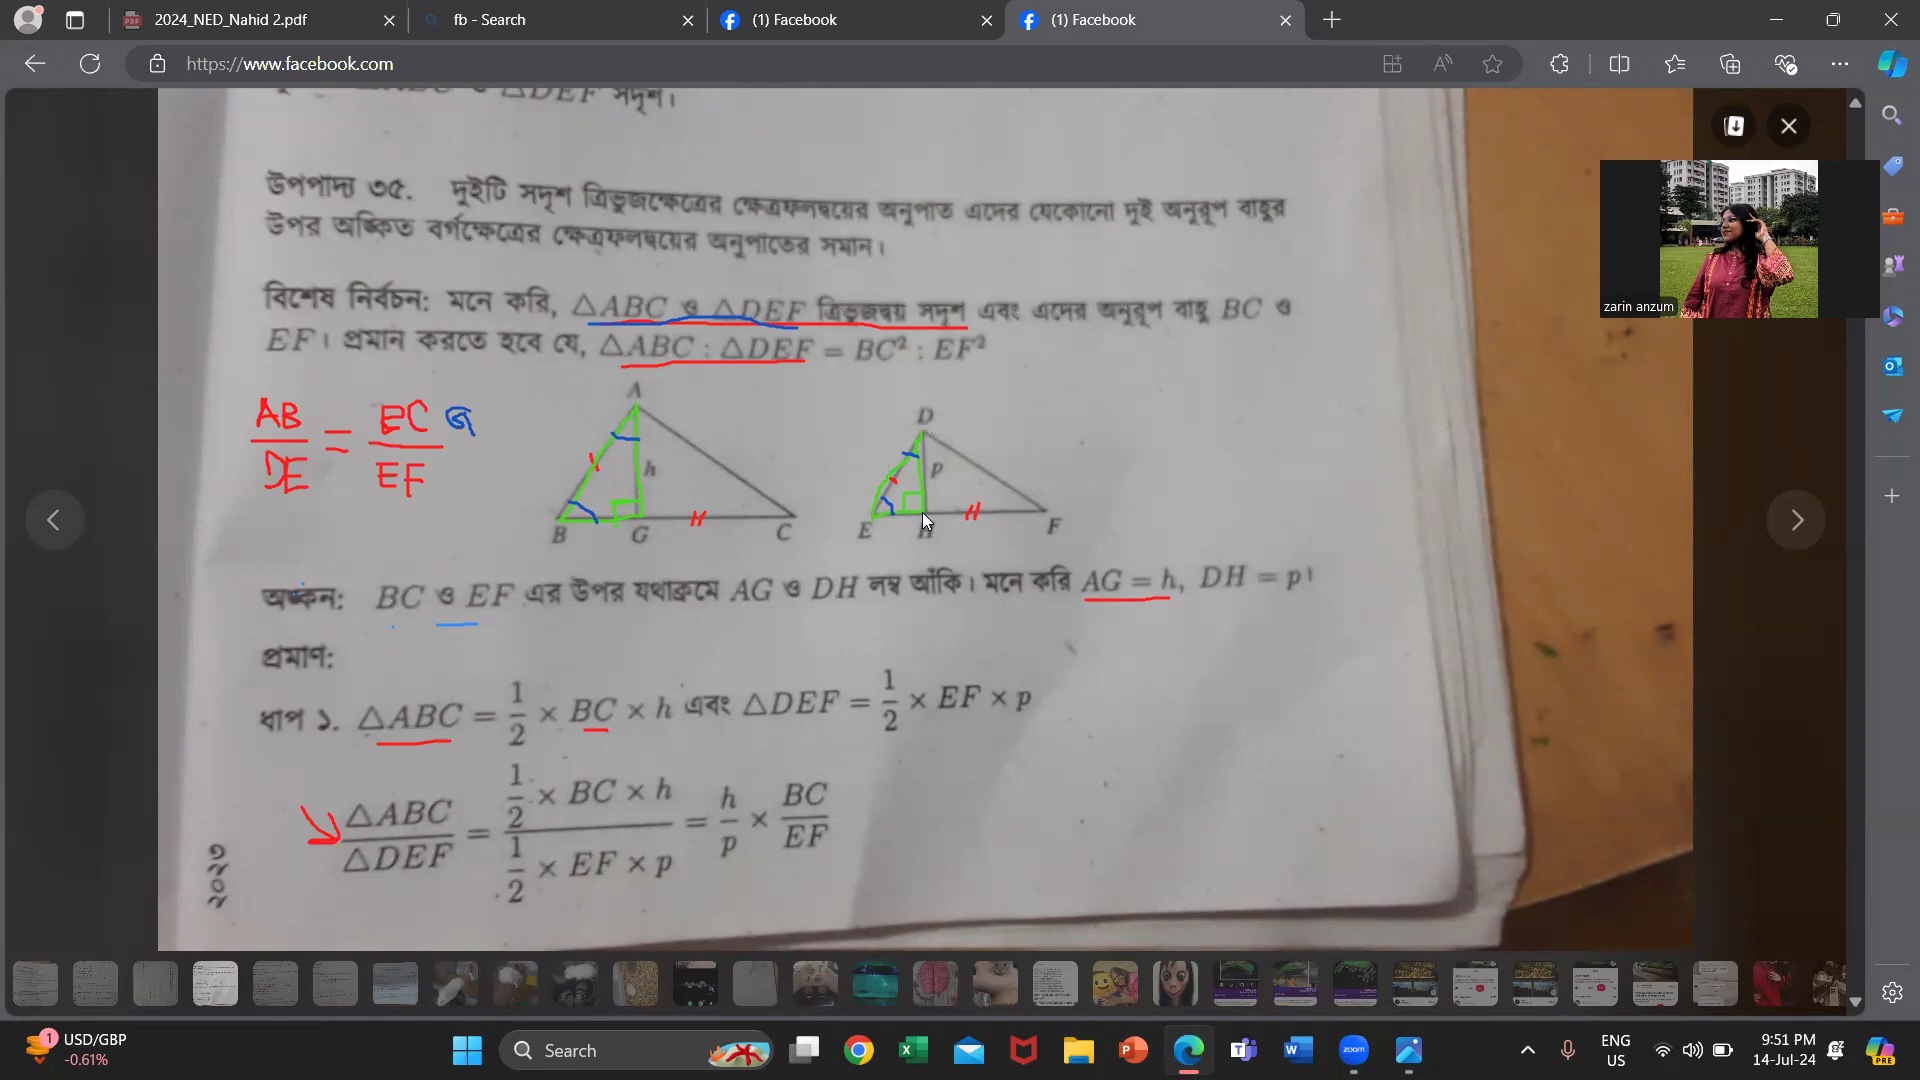 2024_NED_Nahid 2.pdf
fb - Search
(1) Facebook
(1) Facebook
https://www.facebook.com
△DEF সদৃশ।
উপপাদ্য ৩৫. দুইটি সদৃশ ত্রিভুজক্ষেত্রের ক্ষেত্রফলদ্বয়ের অনুপাত এদের যেকোনো দুই অনুরূপ বাহুর
উপর অঙ্কিত বর্গক্ষেত্রের ক্ষেত্রফলদ্বয়ের অনুপাতের সমান।
বিশেষ নির্বচন: মনে করি, △ABC ও △DEF ত্রিভুজদ্বয় সদৃশ এবং এদের অনুরূপ বাহু BC ও
EF। প্রমাণ করতে হবে যে, △ABC : △DEF = BC² : EF²
AB/DE = BC/EF
A
h
B
G
C
D
p
E
H
F
অঙ্কন: BC ও EF এর উপর যথাক্রমে AG ও DH লম্ব আঁকি। মনে করি AG = h, DH = p।
প্রমাণ:
ধাপ ১. △ABC = 1/2 × BC × h এবং △DEF = 1/2 × EF × p
△ABC/△DEF = (1/2 × BC × h)/(1/2 × EF × p) = h/p × BC/EF
২০২৩
zarin anzum
USD/GBP
-0.61%
Search
zoom
ENG
US
9:51 PM
14-Jul-24
PRE